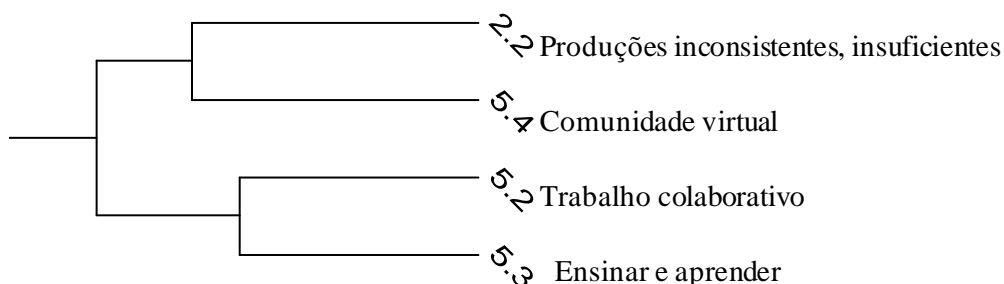 2.2 Produções inconsistentes, insuficientes
5.4 Comunidade virtual
5.2 Trabalho colaborativo
5.3 Ensinar e aprender